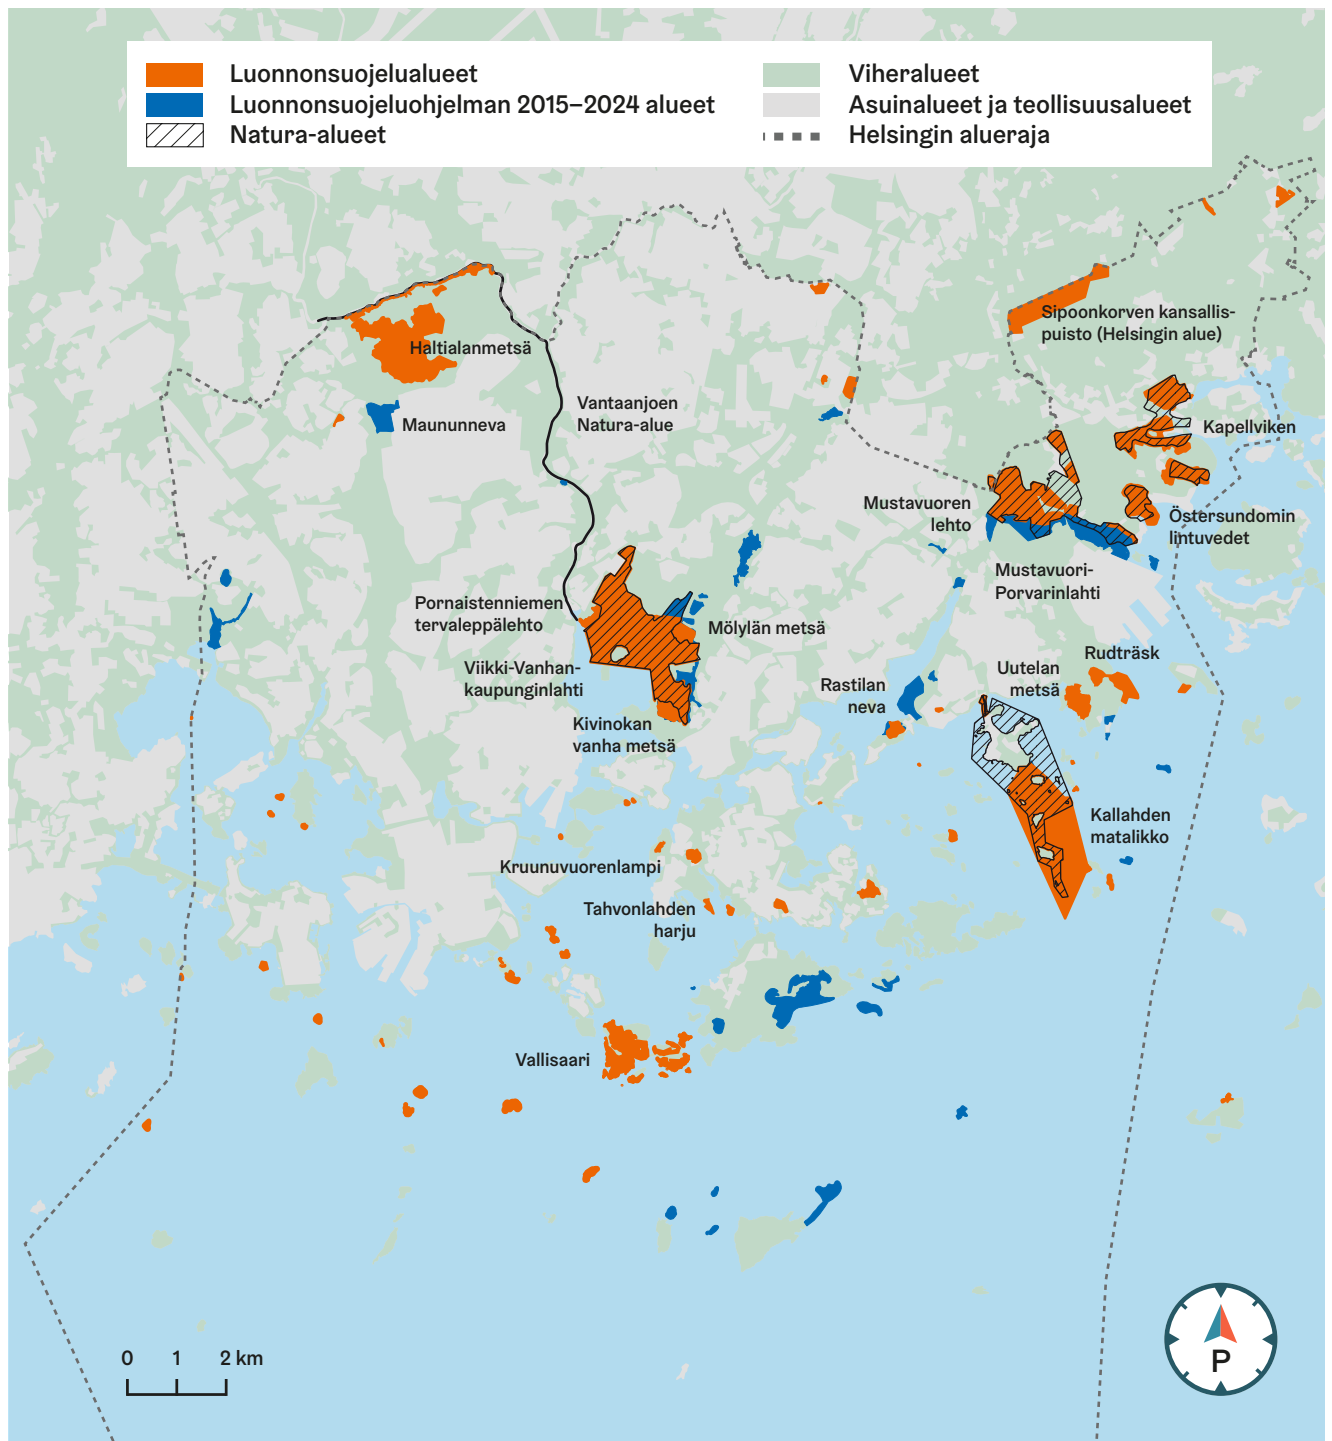 Luonnonsuojelualueet
Luonnonsuojeluohjelman 2015–2024 alueet
Natura-alueet
Viheralueet
Asuinalueet ja teollisuusalueet
Helsingin alueraja
Sipoonkorven kansallis-
puisto (Helsingin alue)
Haltialanmetsä
Maununneva
Vantaanjoen
Natura-alue
Kapellviken
Mustavuoren
lehto
Östersundomin
lintuvedet
Mustavuori-
Porvarinlahti
Pornaistenniemen
tervaleppälehto
Mölylän metsä
Viikki-Vanhan-
kaupunginlahti
Rastilan
neva
Uutelan
metsä
Rudträsk
Kivinokan
vanha metsä
Kallahden
matalikko
Kruunuvuorenlampi
Tahvonlahden
harju
Vallisaari
0 1 2 km
P